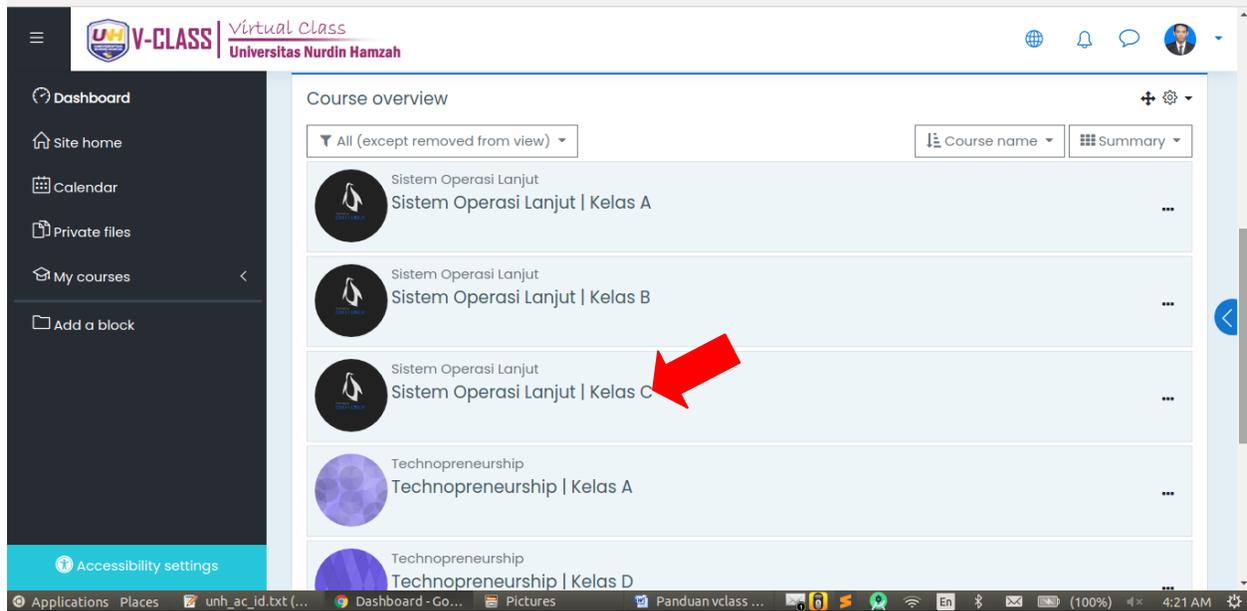 UNH
V-CLASS
Virtual Class
Universitas Nurdin Hamzah
Dashboard
Site home
Calendar
Private files
My courses
Add a block
Accessibility settings
Course overview
All (except removed from view)
Course name
Summary
Sistem Operasi Lanjut
Sistem Operasi Lanjut | Kelas A
Sistem Operasi Lanjut
Sistem Operasi Lanjut | Kelas B
Sistem Operasi Lanjut
Sistem Operasi Lanjut | Kelas C
Technopreneurship
Technopreneurship | Kelas A
Technopreneurship
Technopreneurship | Kelas D
Applications Places unh_ac_id.txt (... Dashboard - Go... Pictures Panduan vclass ... En (100%) 4:21 AM